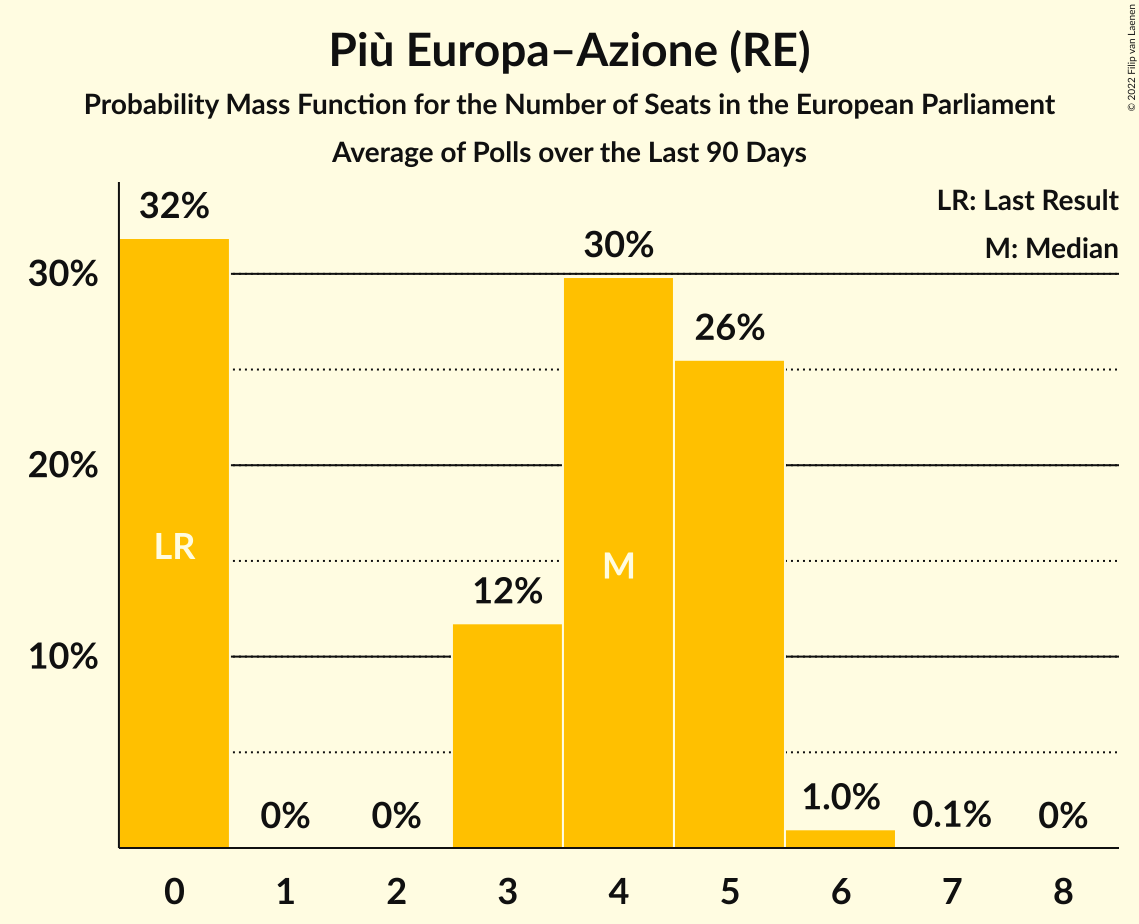 Più Europa–Azione (RE)
Probability Mass Function for the Number of Seats in the European Parliament
Average of Polls over the Last 90 Days
© 2022 Filip van Laenen
LR: Last Result
M: Median
32%
30%
26%
12%
1.0%
0.1%
0%
0%
0%
30%
20%
10%
LR
M
0 1 2 3 4 5 6 7 8